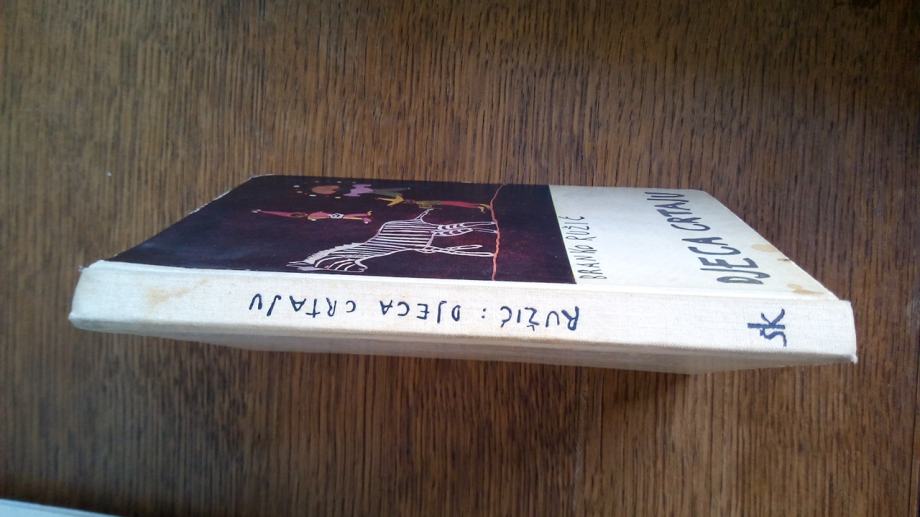 BRANKO RUŽIĆ
DJECA CRTAJU
RUŽIĆ : DJECA CRTAJU
šk